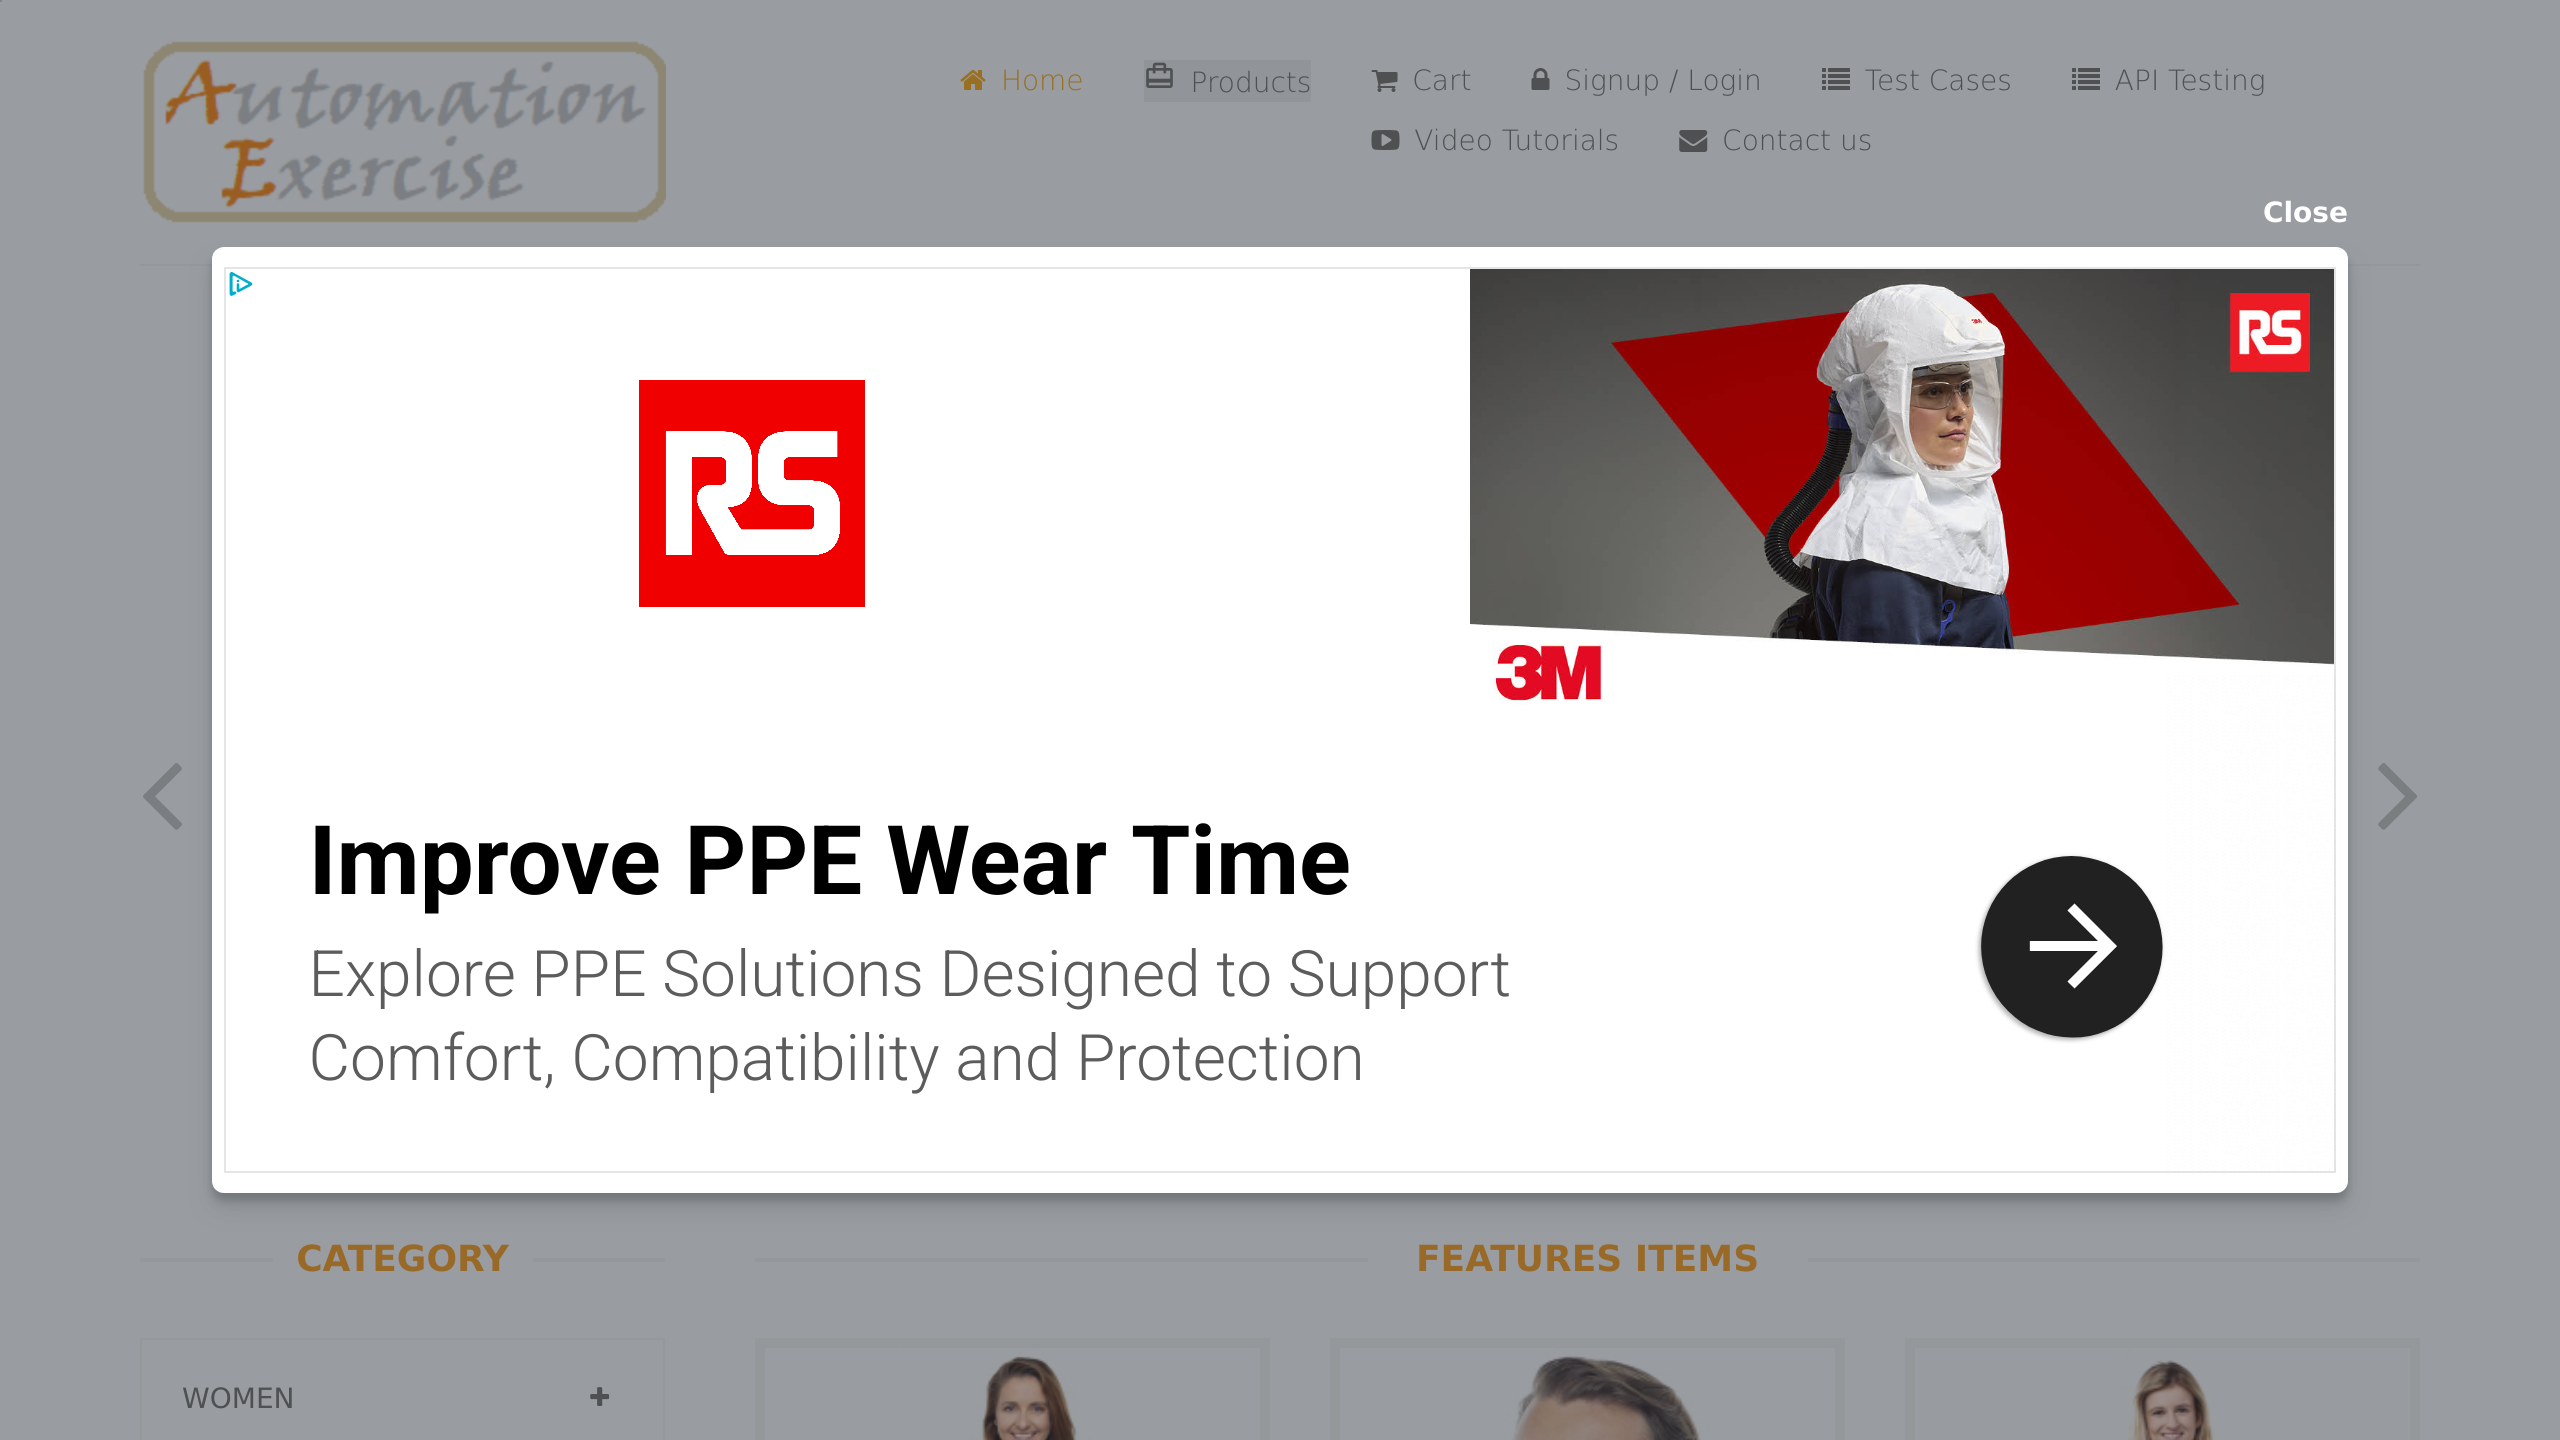 Automation
Exercise
Home
Products
Cart
Signup / Login
Test Cases
API Testing
Video Tutorials
Contact us
Close
RS
RS
3M
3M
Improve PPE Wear Time
Explore PPE Solutions Designed to Support
Comfort, Compatibility and Protection
CATEGORY
FEATURES ITEMS
WOMEN